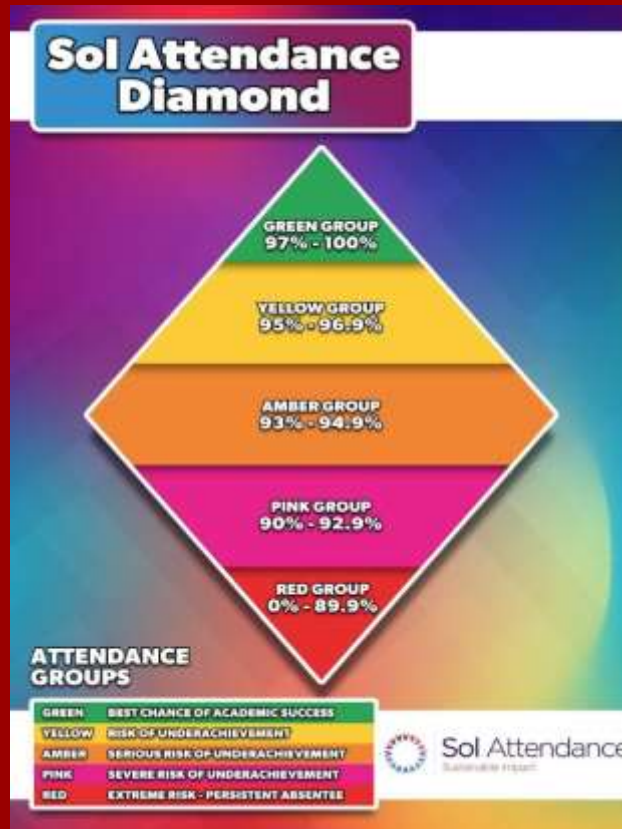 Sol Attendance
Diamond
GREEN GROUP
97% - 100%
YELLOW GROUP
95% - 96.9%
AMBER GROUP
93% - 94.9%
PINK GROUP
90% - 92.9%
RED GROUP
0% - 89.9%
ATTENDANCE
GROUPS
GREEN BEST CHANCE OF ACADEMIC SUCCESS
YELLOW RISK OF UNDERACHIEVEMENT
AMBER SERIOUS RISK OF UNDERACHIEVEMENT
PINK SEVERE RISK OF UNDERACHIEVEMENT
RED EXTREME RISK - PERSISTENT ABSENTEE
Sol Attendance
Sustainable Impact